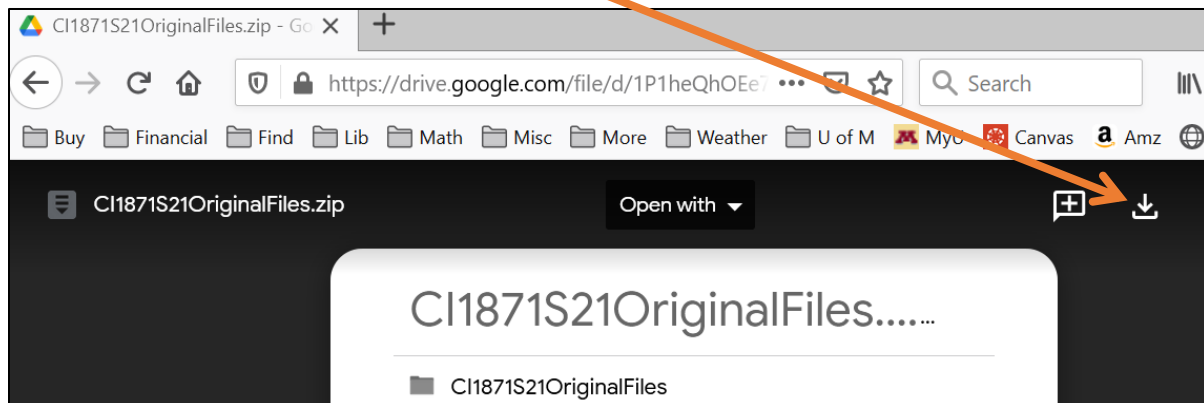 CI1871S21OriginalFiles.zip - Go
https://drive.google.com/file/d/1P1heQhOEe7 Search
Buy Financial Find Lib Math Misc More Weather U of M MyU Canvas Amz
CI1871S21OriginalFiles.zip Open with
CI1871S21OriginalFiles....…
CI1871S21OriginalFiles